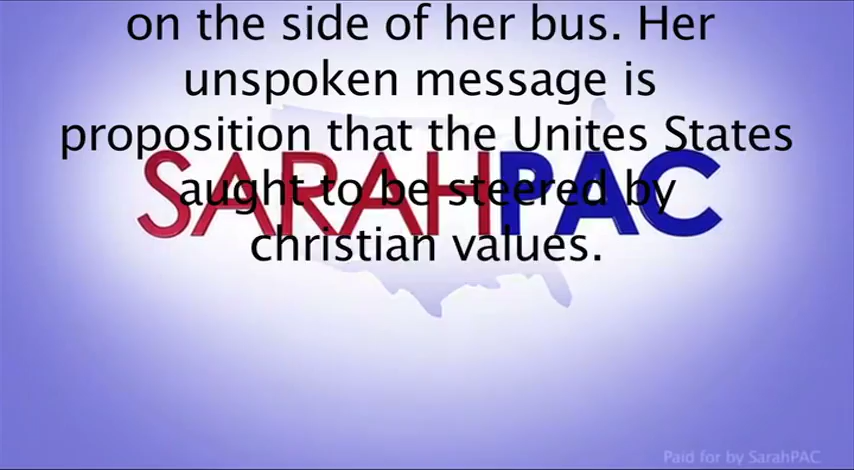 on the side of her bus. Her
unspoken message is
proposition that the Unites States
SARAHPAC
aught to be steered by
christian values.
Paid for by SarahPAC